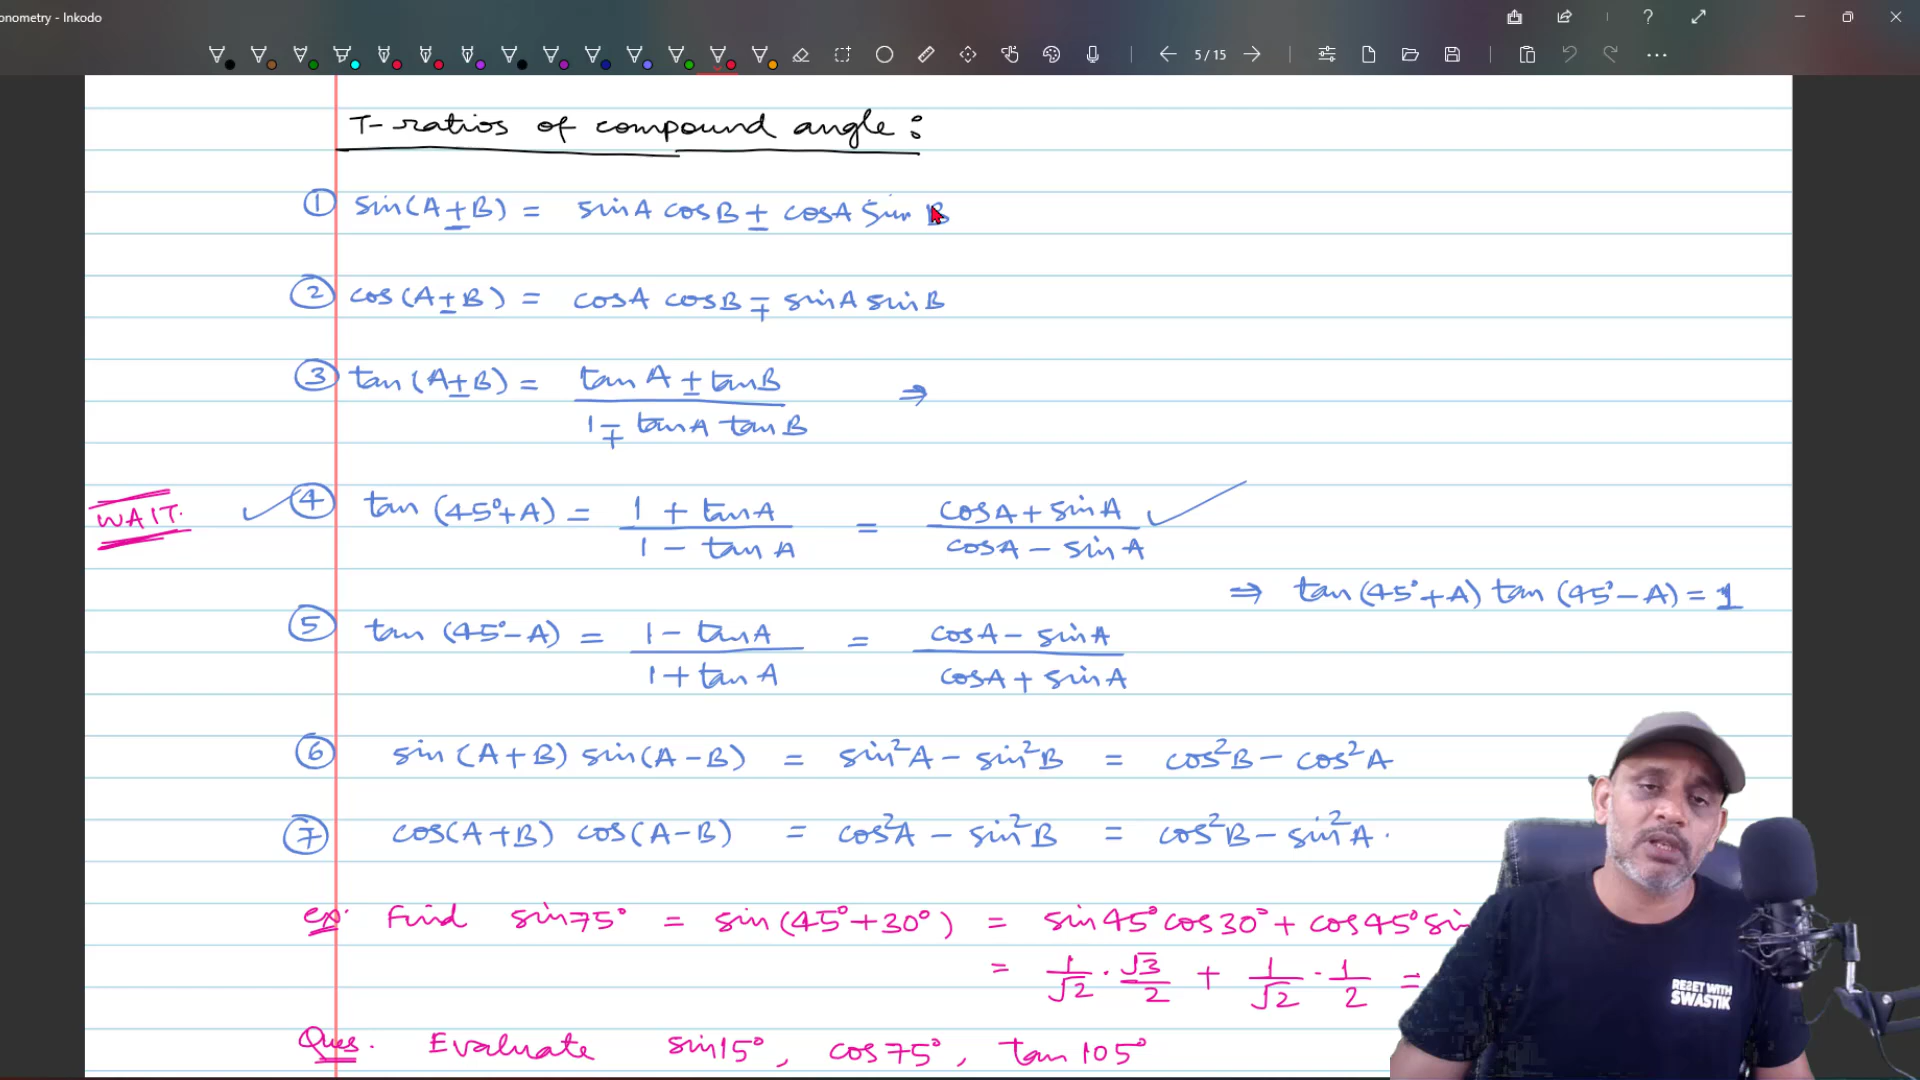 onometry - Inkodo
5 / 15
T-ratios of compound angle :
① sin(A±B) = sinA cosB ± cosA sin B
② cos(A±B) = cosA cosB ∓ sinA sinB
③ tan(A±B) = (tanA ± tanB) / (1 ∓ tanA tanB) ⇒
WAIT. ④ tan(45°+A) = (1 + tanA) / (1 - tanA) = (cosA + sinA) / (cosA - sinA)
⇒ tan(45°+A) tan(45°-A) = 1
⑤ tan(45°-A) = (1 - tanA) / (1 + tanA) = (cosA - sinA) / (cosA + sinA)
⑥ sin(A+B) sin(A-B) = sin²A - sin²B = cos²B - cos²A
⑦ cos(A+B) cos(A-B) = cos²A - sin²B = cos²B - sin²A.
Find sin75° = sin(45°+30°) = sin45° cos30° + cos45° sin
= 1/√2 · √3/2 + 1/√2 · 1/2 =
Ques. Evaluate sin15°, cos75°, tan105°
RESET WITH
SWASTIK